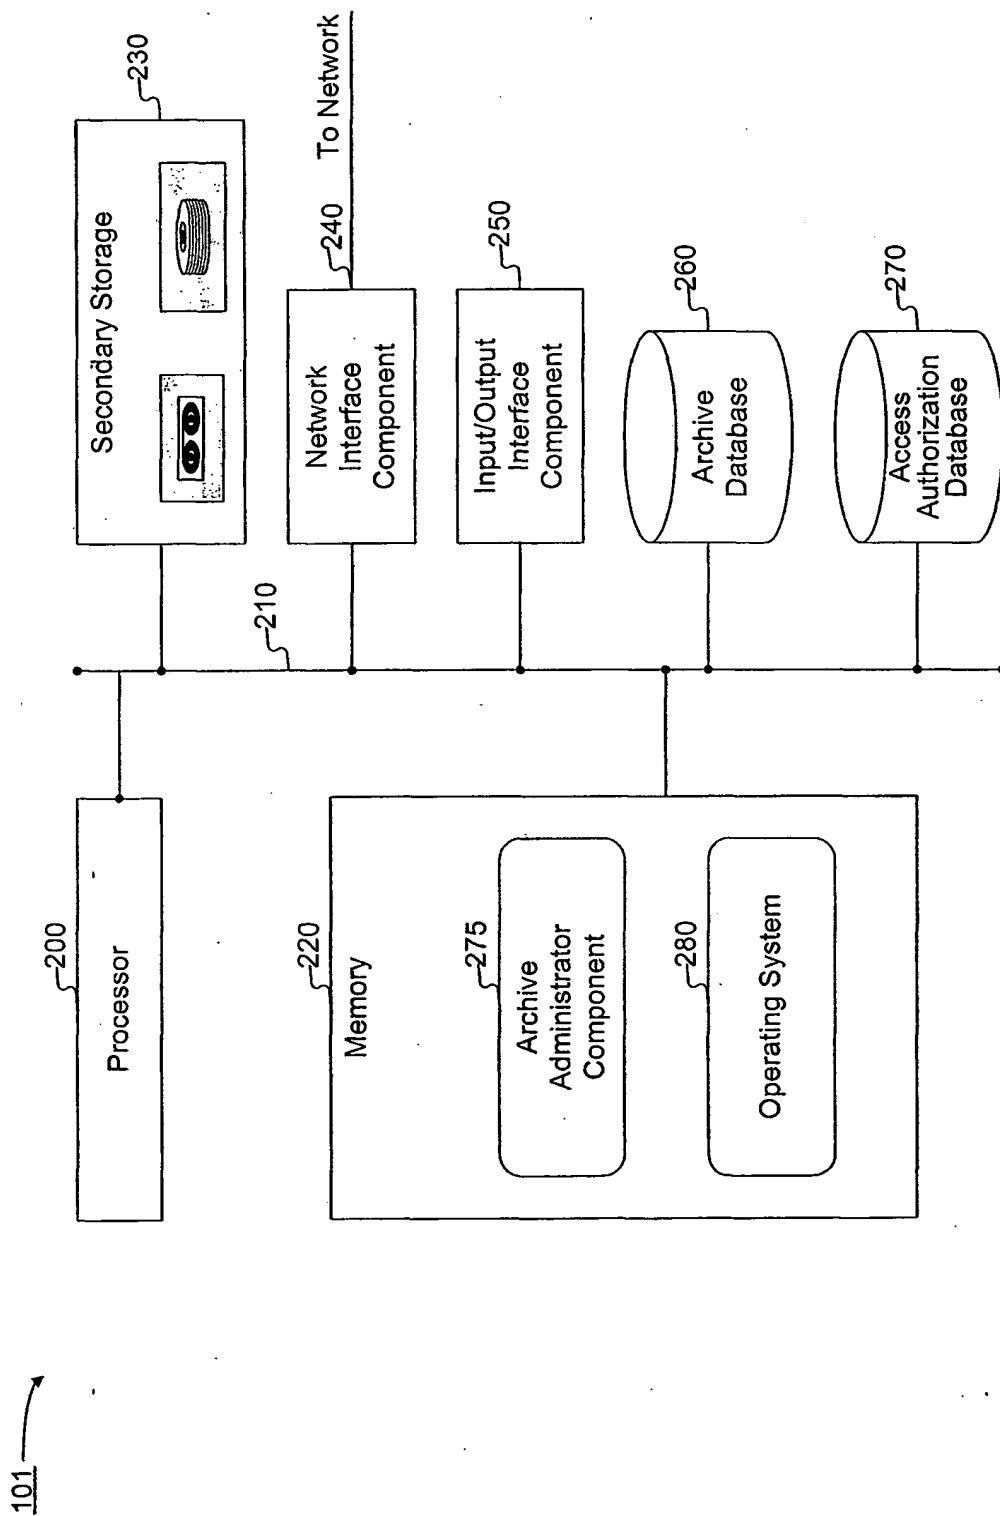 101
200
Processor
220
Memory
275
Archive
Administrator
Component
280
Operating System
210
230
Secondary Storage
240
To Network
Network
Interface
Component
250
Input/Output
Interface
Component
260
Archive
Database
270
Access
Authorization
Database